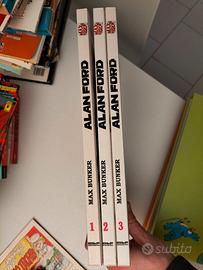 ALAN FORD
MAX BUNKER
1
ALAN FORD
MAX BUNKER
2
ALAN FORD
MAX BUNKER
3
subito